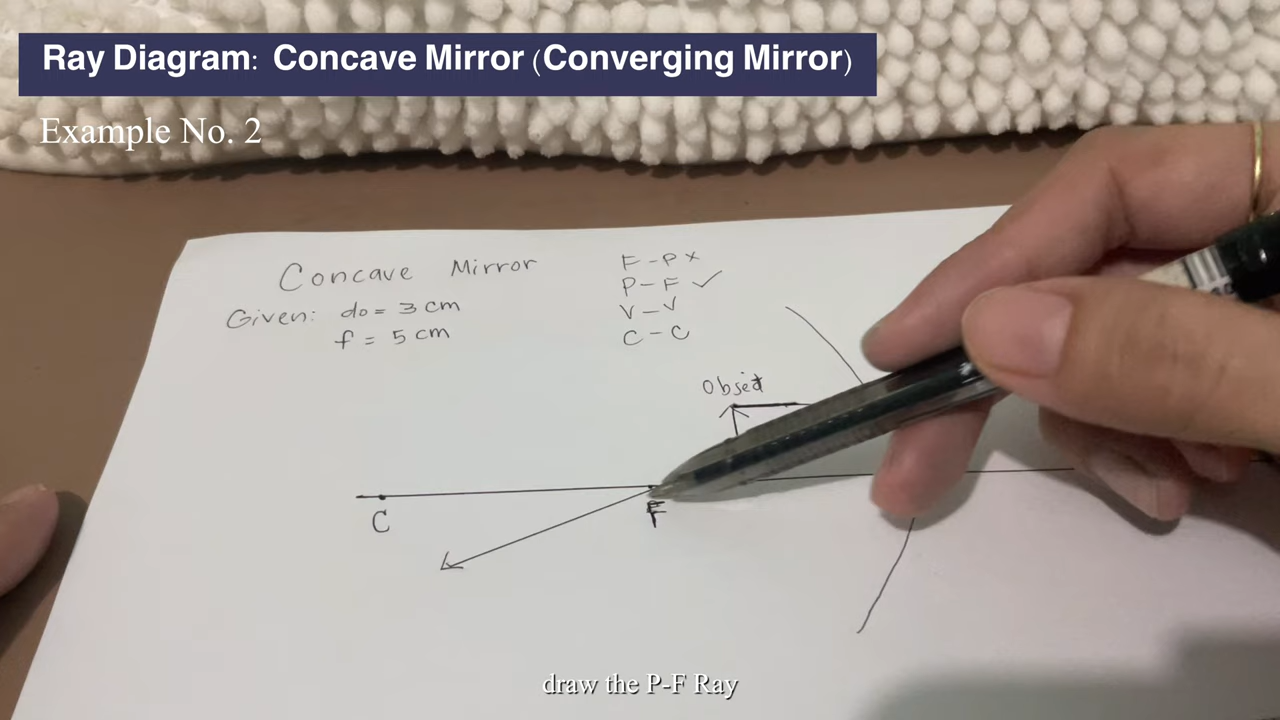 Ray Diagram: Concave Mirror (Converging Mirror)
Example No. 2
Concave Mirror
Given: do = 3 cm
f = 5 cm
F - P x
P - F ✓
V - V
C - C
Object
C
F
draw the P-F Ray